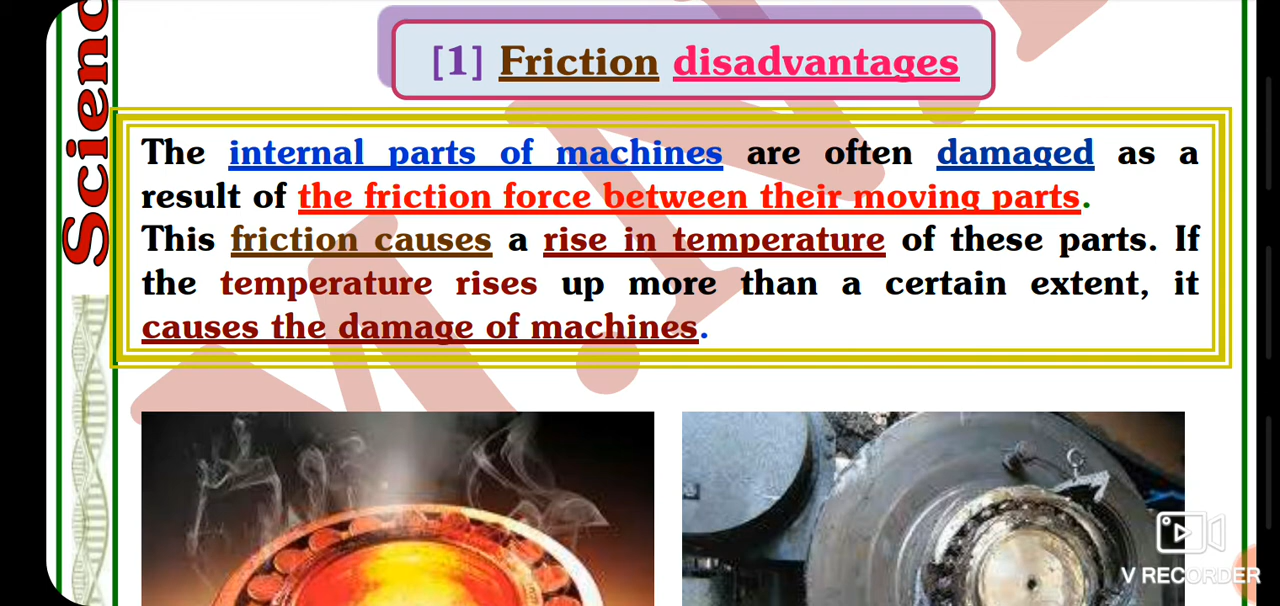 Scienc
[1] Friction disadvantages
The internal parts of machines are often damaged as a
result of the friction force between their moving parts.
This friction causes a rise in temperature of these parts. If
the temperature rises up more than a certain extent, it
causes the damage of machines.
V RECORDER